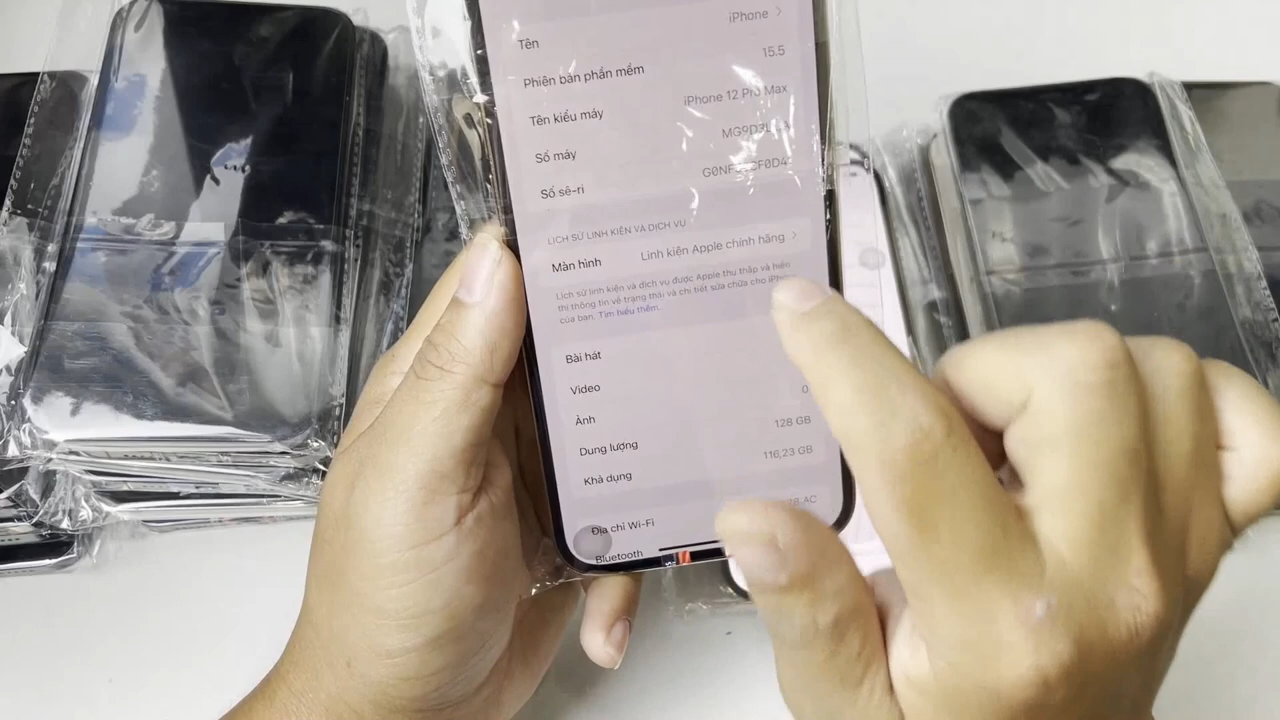 Tên iPhone
Phiên bản phần mềm 15.5
Tên kiểu máy iPhone 12 Pro Max
Số máy
Số sê-ri
LỊCH SỬ LINH KIỆN VÀ DỊCH VỤ
Màn hình Linh kiện Apple chính hãng
Lịch sử linh kiện và dịch vụ được Apple thu thập và hiển
thị thông tin về trạng thái và chi tiết sửa chữa cho
của bạn. Tìm hiểu thêm.
Bài hát
Video
Ảnh 0
Dung lượng 128 GB
Khả dụng 116,23 GB
Địa chỉ Wi-Fi
Bluetooth